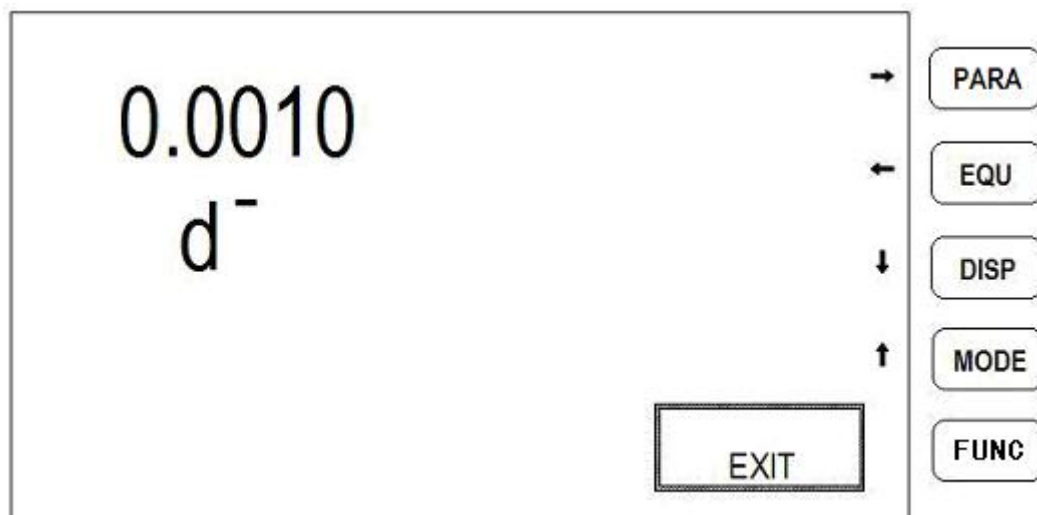 0.0010
d⁻
→ PARA
← EQU
↓ DISP
↑ MODE
EXIT
FUNC